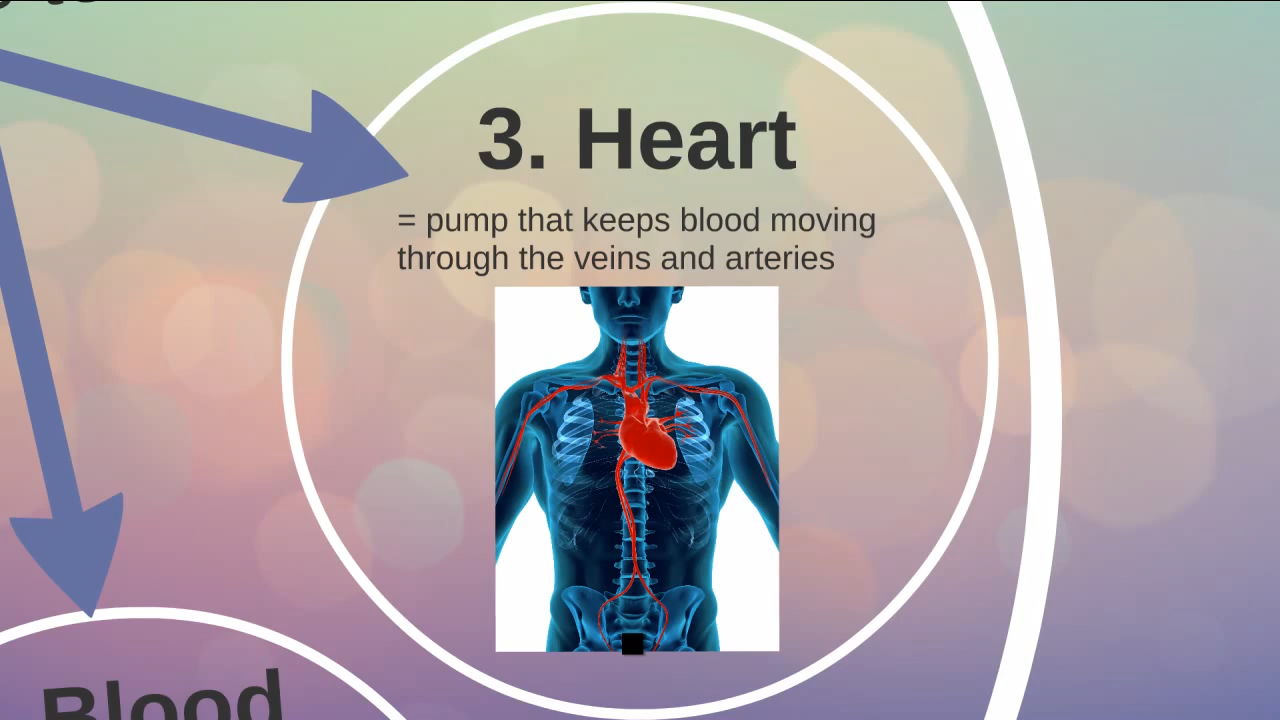 3. Heart
= pump that keeps blood moving
through the veins and arteries
Blood